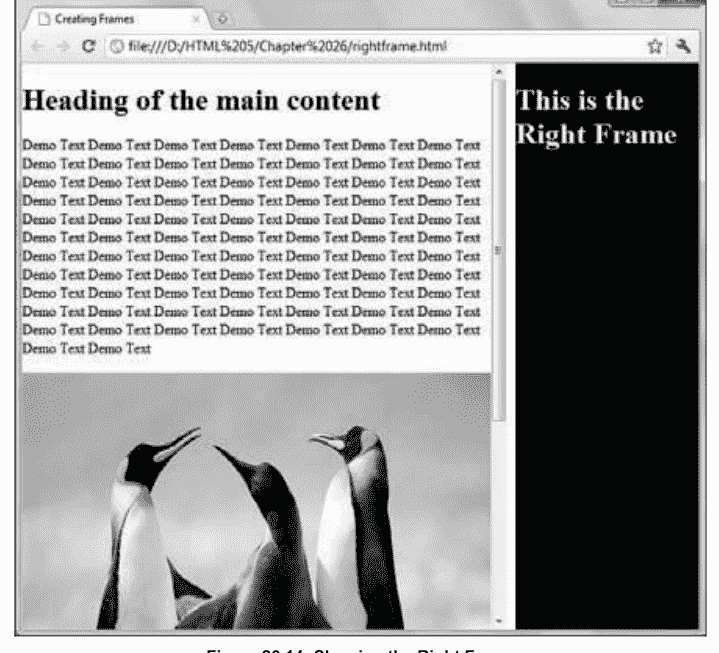 Creating Frames
file:///D:/HTML%205/Chapter%2026/rightframe.html
Heading of the main content
Demo Text Demo Text Demo Text Demo Text Demo Text Demo Text Demo Text
Demo Text Demo Text Demo Text Demo Text Demo Text Demo Text Demo Text
Demo Text Demo Text Demo Text Demo Text Demo Text Demo Text Demo Text
Demo Text Demo Text Demo Text Demo Text Demo Text Demo Text Demo Text
Demo Text Demo Text Demo Text Demo Text Demo Text Demo Text Demo Text
Demo Text Demo Text Demo Text Demo Text Demo Text Demo Text Demo Text
Demo Text Demo Text Demo Text Demo Text Demo Text Demo Text Demo Text
Demo Text Demo Text Demo Text Demo Text Demo Text Demo Text Demo Text
Demo Text Demo Text Demo Text Demo Text Demo Text Demo Text Demo Text
Demo Text Demo Text Demo Text Demo Text Demo Text Demo Text Demo Text
Demo Text Demo Text Demo Text Demo Text Demo Text Demo Text Demo Text
Demo Text Demo Text
This is the
Right Frame